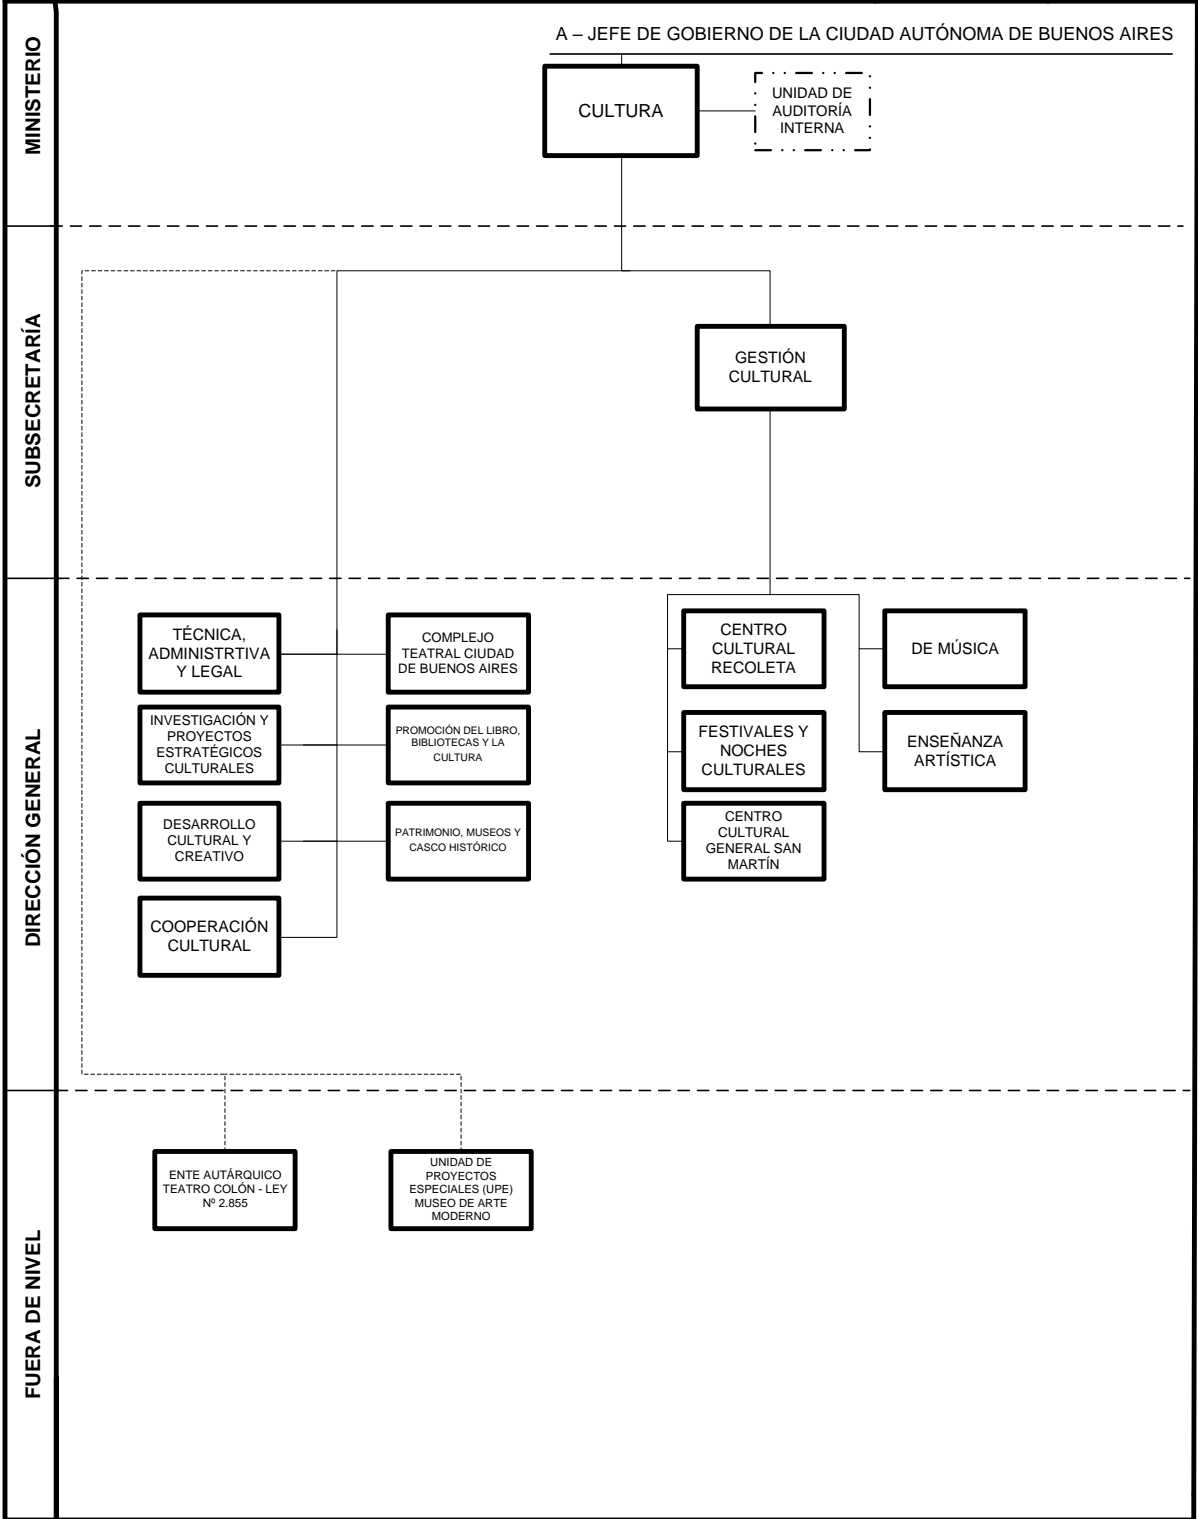 A – JEFE DE GOBIERNO DE LA CIUDAD AUTÓNOMA DE BUENOS AIRES
MINISTERIO
CULTURA
UNIDAD DE
AUDITORÍA
INTERNA
SUBSECRETARÍA
GESTIÓN
CULTURAL
DIRECCIÓN GENERAL
TÉCNICA,
ADMINISTRTIVA
Y LEGAL
COMPLEJO
TEATRAL CIUDAD
DE BUENOS AIRES
CENTRO
CULTURAL
RECOLETA
DE MÚSICA
INVESTIGACIÓN Y
PROYECTOS
ESTRATÉGICOS
CULTURALES
PROMOCIÓN DEL LIBRO,
BIBLIOTECAS Y LA
CULTURA
FESTIVALES Y
NOCHES
CULTURALES
ENSEÑANZA
ARTÍSTICA
DESARROLLO
CULTURAL Y
CREATIVO
PATRIMONIO, MUSEOS Y
CASCO HISTÓRICO
CENTRO
CULTURAL
GENERAL SAN
MARTÍN
COOPERACIÓN
CULTURAL
FUERA DE NIVEL
ENTE AUTÁRQUICO
TEATRO COLÓN - LEY
Nº 2.855
UNIDAD DE
PROYECTOS
ESPECIALES (UPE)
MUSEO DE ARTE
MODERNO